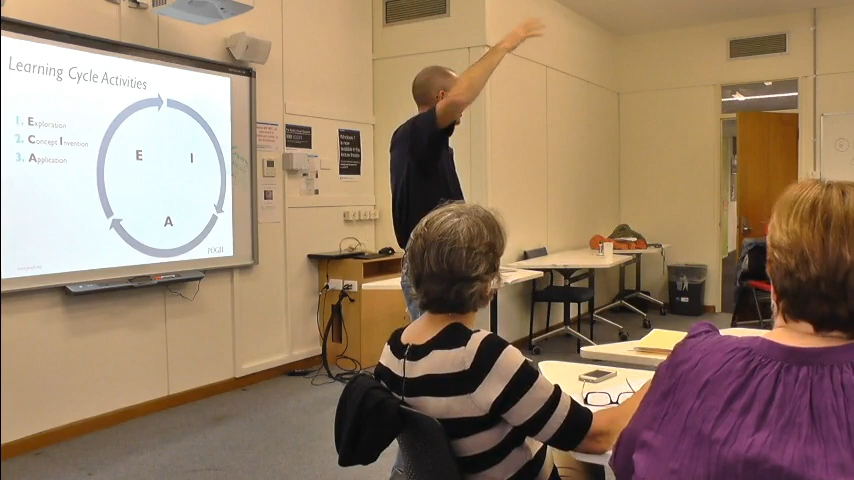 Learning Cycle Activities
1. Exploration
2. Concept Invention
3. Application
E
I
A
POGIL